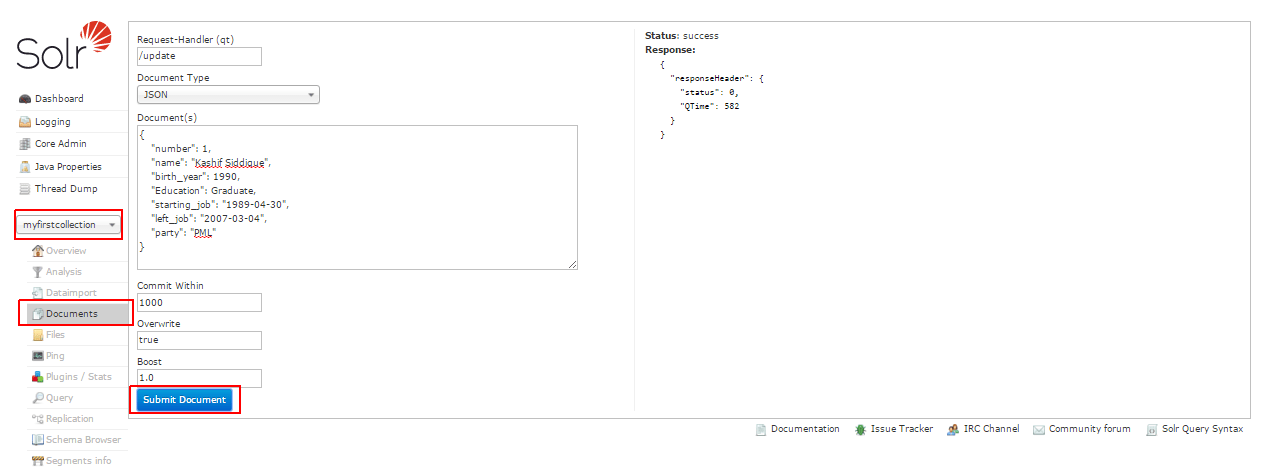 Solr
Dashboard
Logging
Core Admin
Java Properties
Thread Dump
myfirstcollection
Overview
Analysis
Dataimport
Documents
Files
Ping
Plugins / Stats
Query
Replication
Schema Browser
Segments info
Request-Handler (qt)
/update
Document Type
JSON
Document(s)
{
"number": 1,
"name": "Kashif Siddique",
"birth_year": 1990,
"Education": Graduate,
"starting_job": "1989-04-30",
"left_job": "2007-03-04",
"party": "PML"
}
Commit Within
1000
Overwrite
true
Boost
1.0
Submit Document
Status: success
Response:
{
"responseHeader": {
"status": 0,
"QTime": 582
}
}
Documentation Issue Tracker IRC Channel Community forum Solr Query Syntax